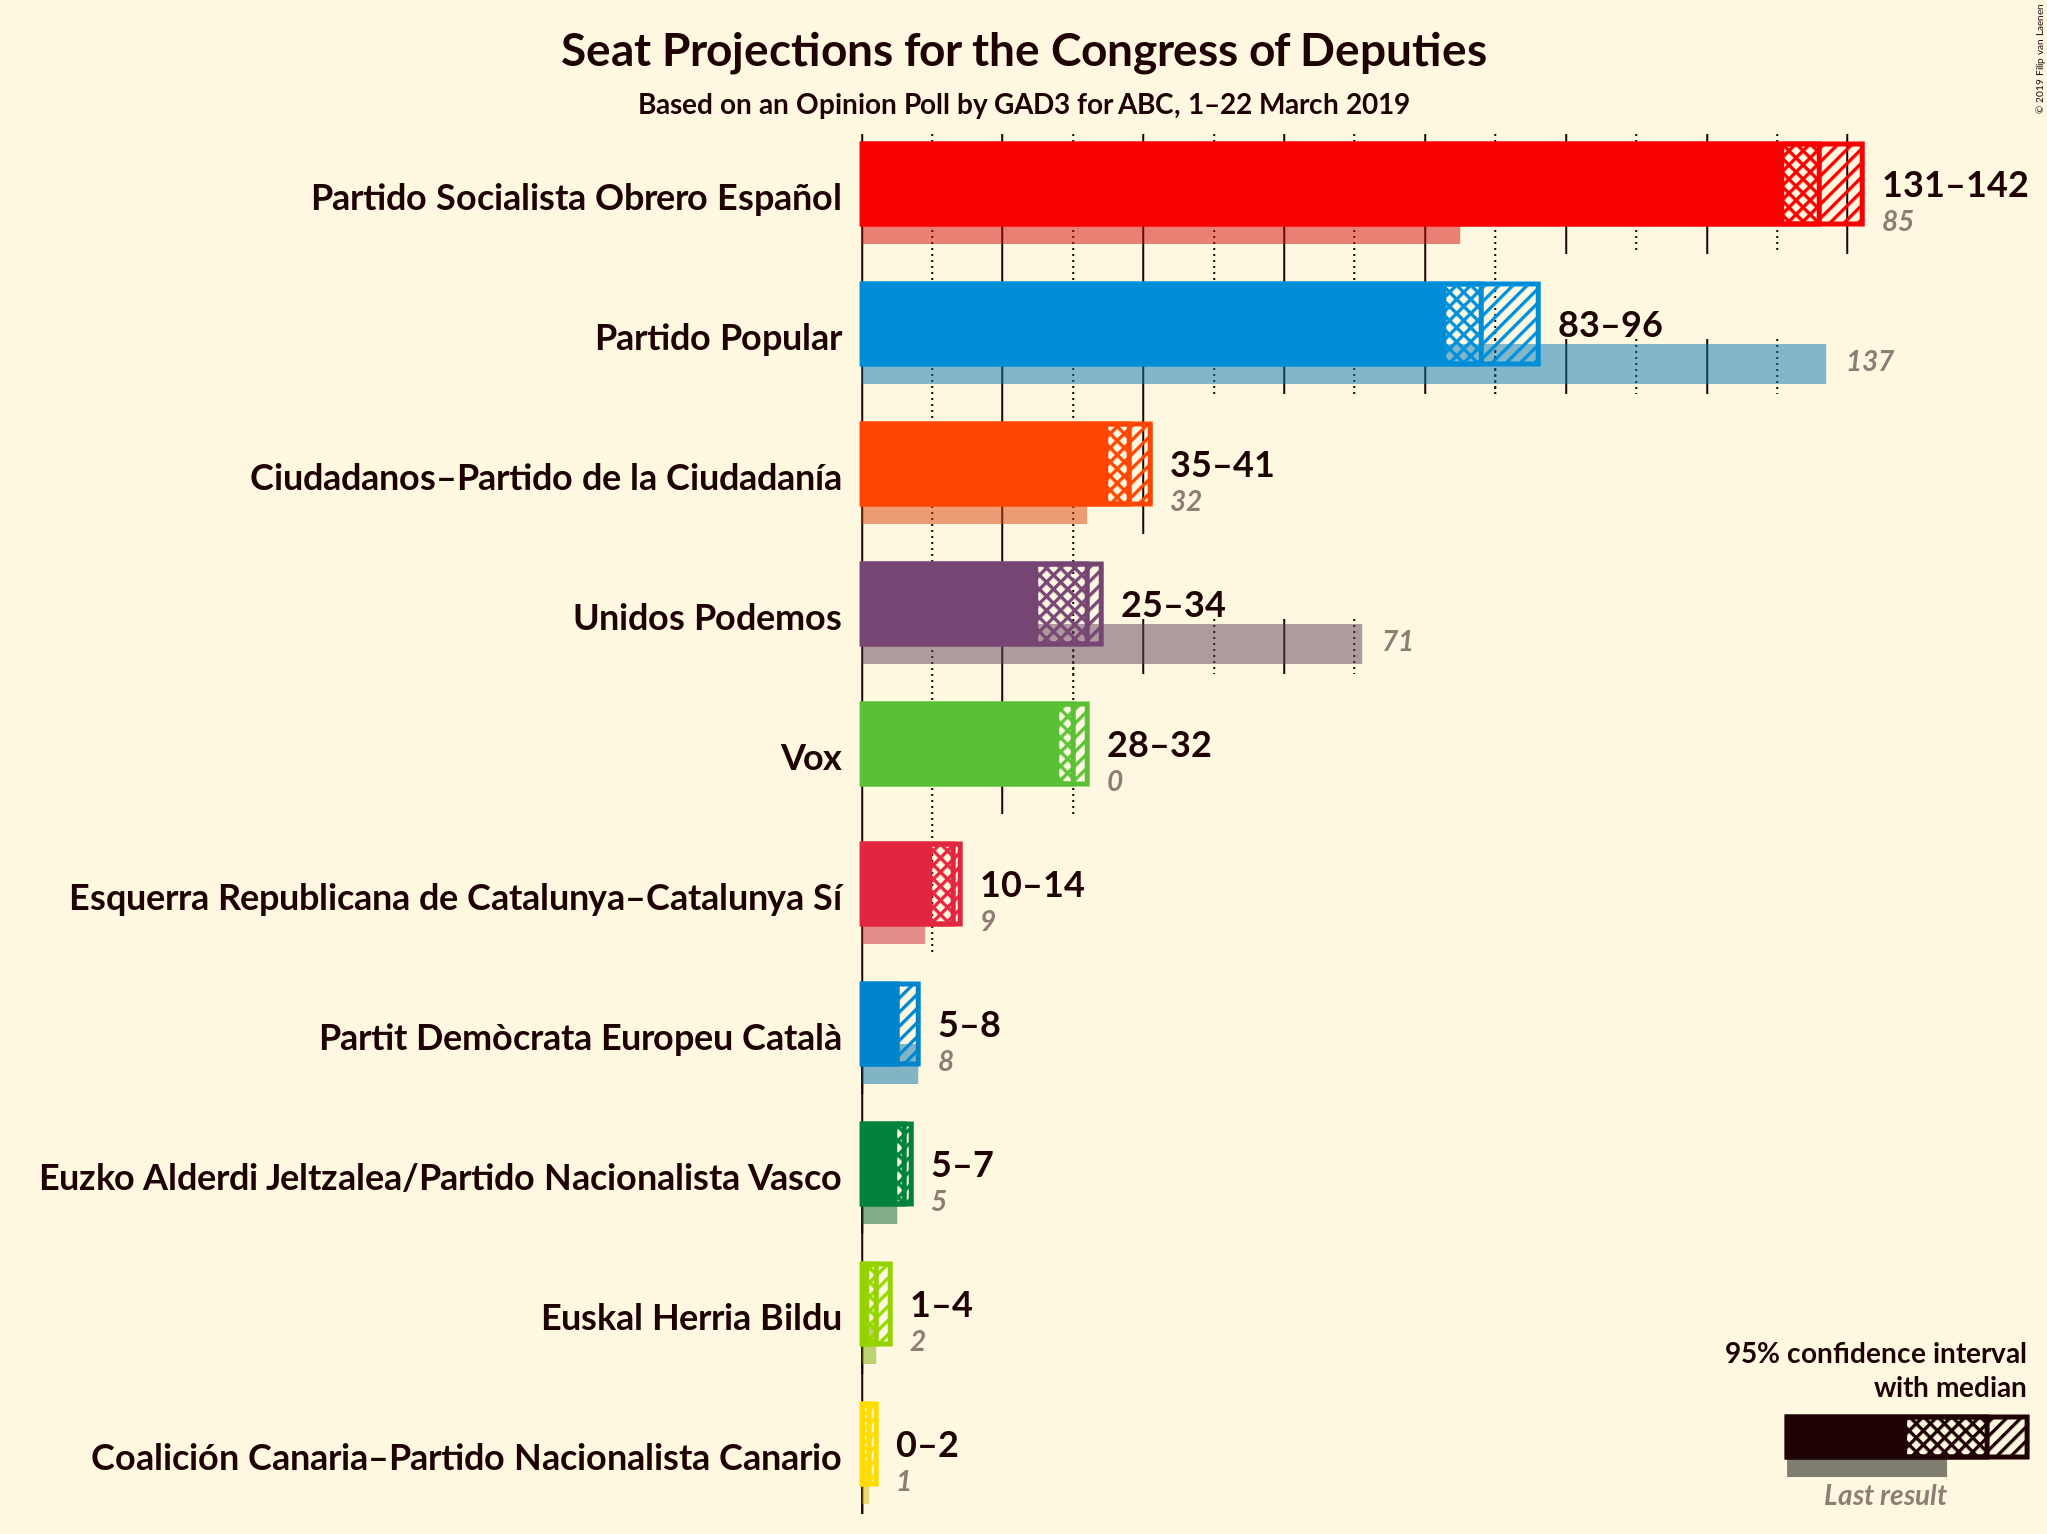 Seat Projections for the Congress of Deputies
Based on an Opinion Poll by GAD3 for ABC, 1–22 March 2019
© 2019 Filip van Laenen
Partido Socialista Obrero Español
131–142
85
Partido Popular
83–96
137
Ciudadanos–Partido de la Ciudadanía
35–41
32
Unidos Podemos
25–34
71
Vox
28–32
0
Esquerra Republicana de Catalunya–Catalunya Sí
10–14
9
Partit Demòcrata Europeu Català
5–8
8
Euzko Alderdi Jeltzalea/Partido Nacionalista Vasco
5–7
5
Euskal Herria Bildu
1–4
2
Coalición Canaria–Partido Nacionalista Canario
0–2
1
95% confidence interval
with median
Last result